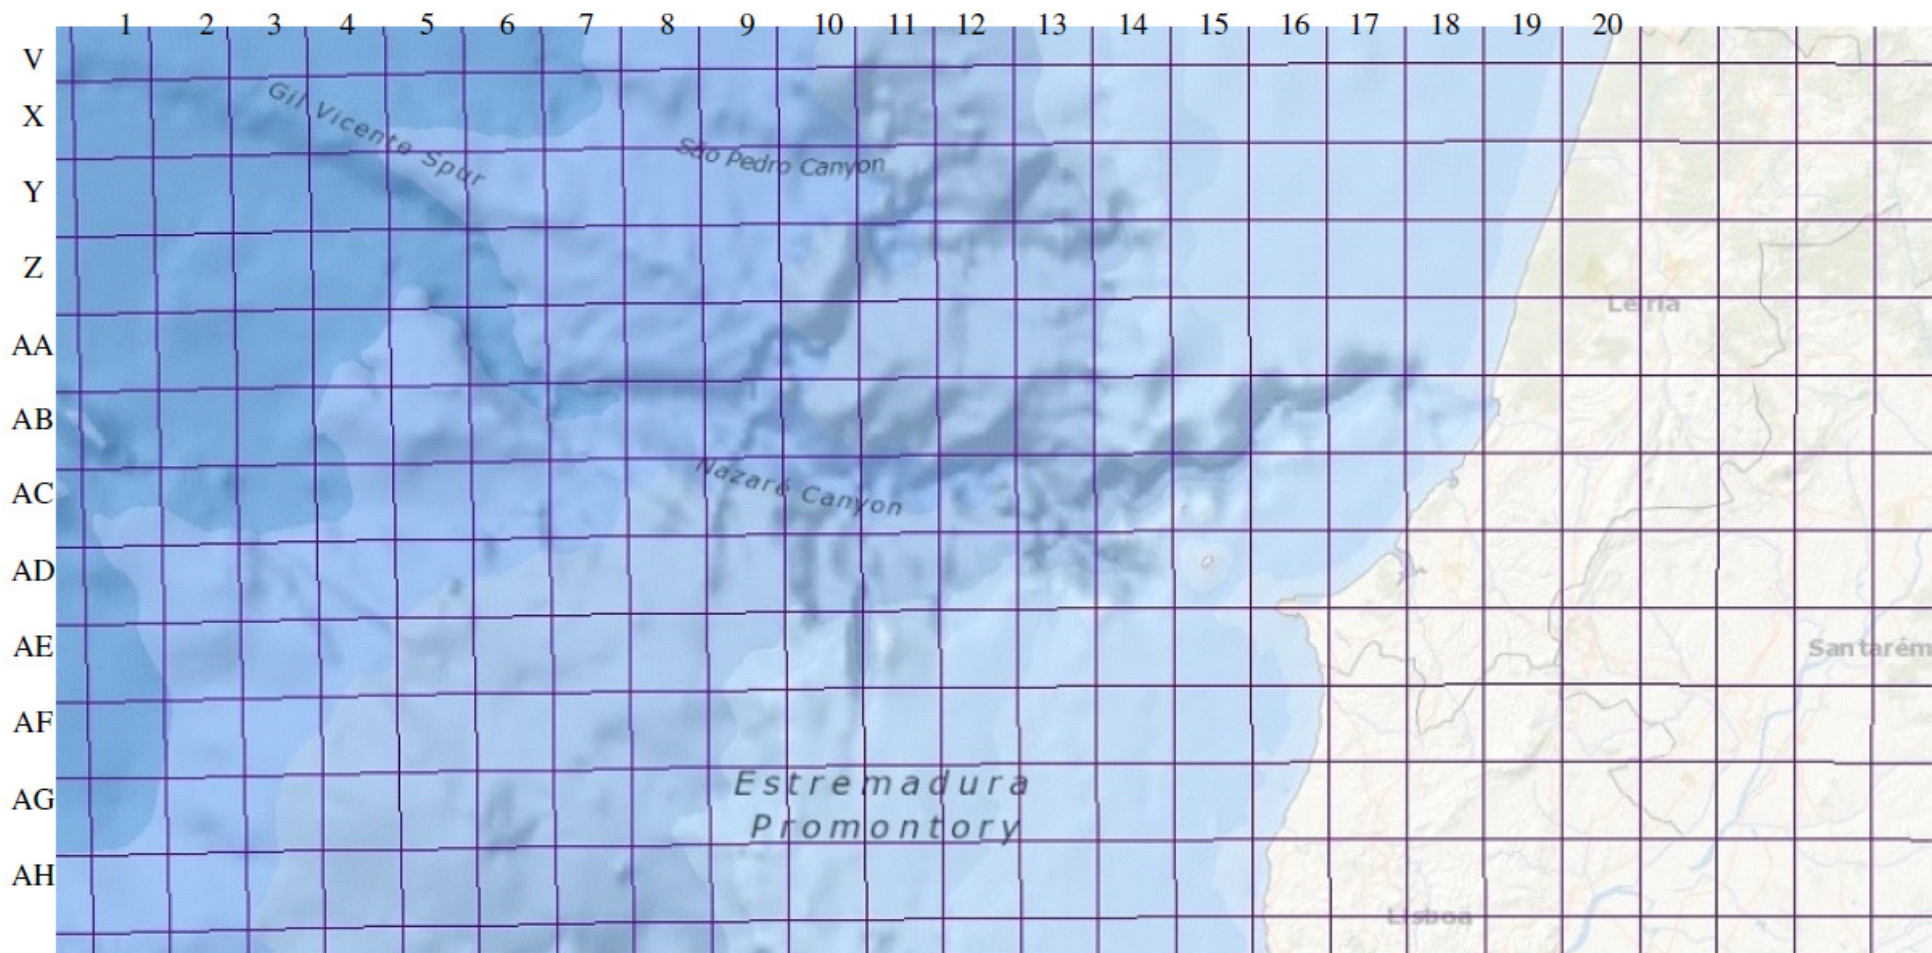 1 2 3 4 5 6 7 8 9 10 11 12 13 14 15 16 17 18 19 20
V
X
Gil Vicente Spur
São Pedro Canyon
Y
Z
Leiria
AA
AB
Nazaré Canyon
AC
AD
AE
Santarém
AF
AG
Estremadura
Promontory
AH
Lisboa